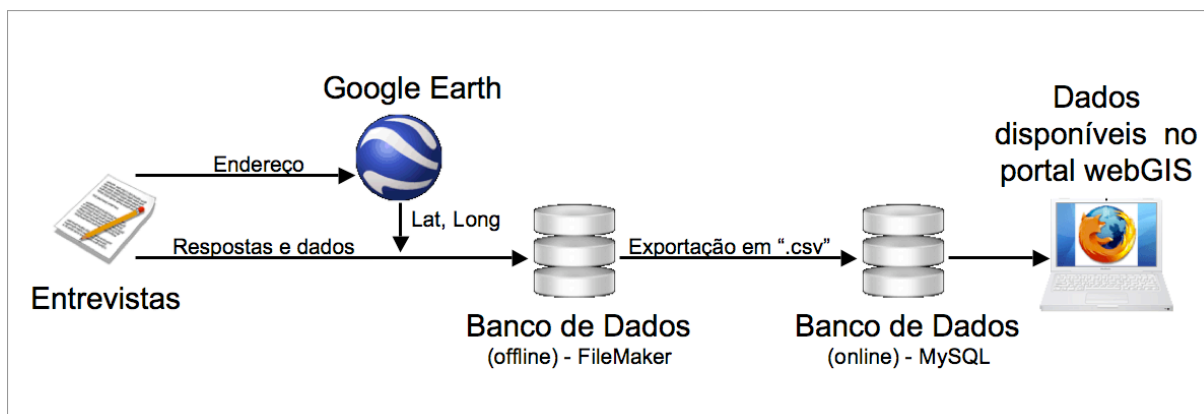 Google Earth
Dados
disponíveis no
portal webGIS
Endereço
Lat, Long
Respostas e dados
Exportação em “.csv”
Entrevistas
Banco de Dados
(offline) - FileMaker
Banco de Dados
(online) - MySQL